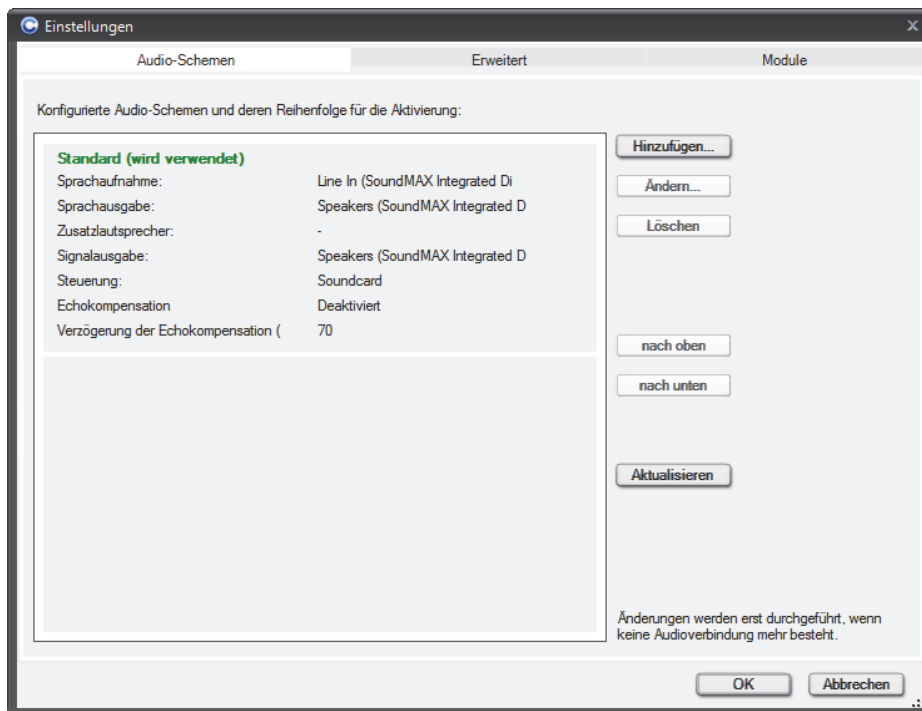 Einstellungen
Audio-Schemen Erweitert Module
Konfigurierte Audio-Schemen und deren Reihenfolge für die Aktivierung:
Standard (wird verwendet)
Sprachaufnahme: Line In (SoundMAX Integrated Di
Sprachausgabe: Speakers (SoundMAX Integrated D
Zusatzlautsprecher: -
Signalausgabe: Speakers (SoundMAX Integrated D
Steuerung: Soundcard
Echokompensation Deaktiviert
Verzögerung der Echokompensation ( 70
Hinzufügen...
Ändern...
Löschen
nach oben
nach unten
Aktualisieren
Änderungen werden erst durchgeführt, wenn
keine Audioverbindung mehr besteht.
OK Abbrechen